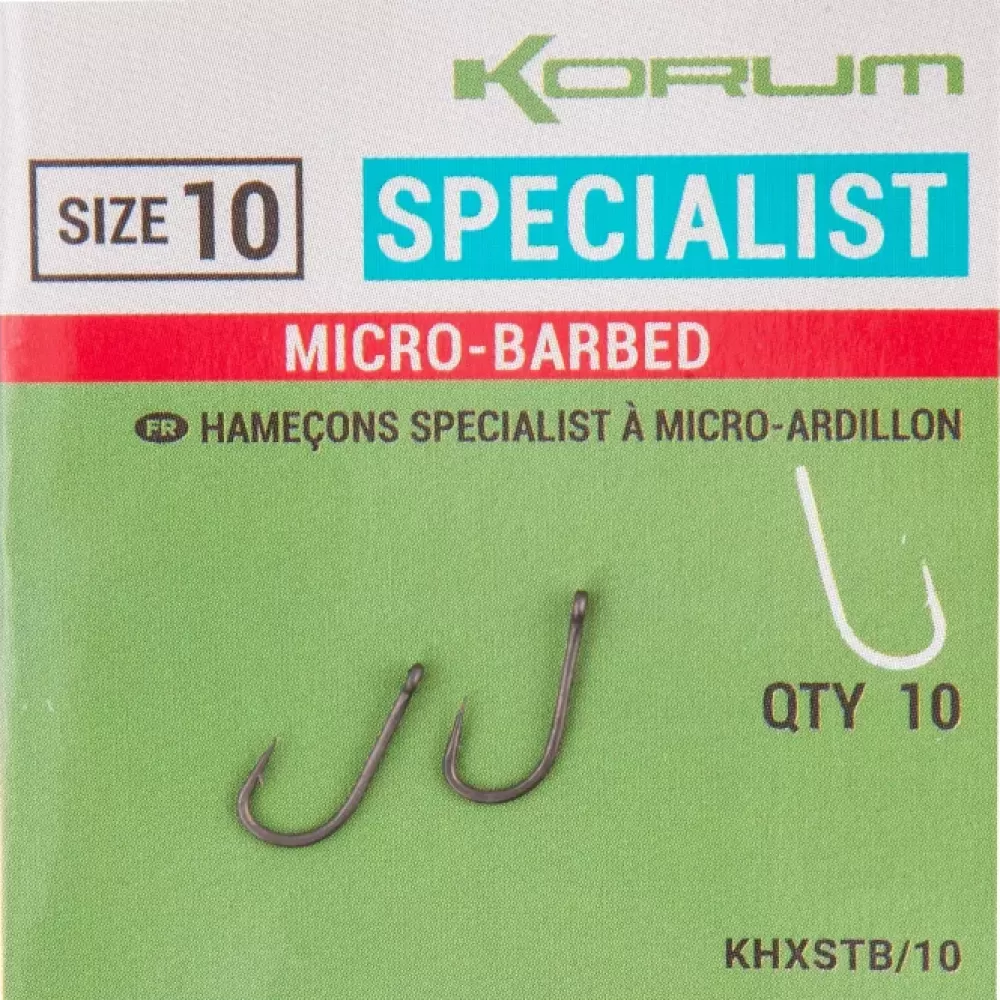 KORUM
SIZE 10
SPECIALIST
MICRO-BARBED
FR HAMEÇONS SPECIALIST À MICRO-ARDILLON
QTY 10
KHXSTB/10